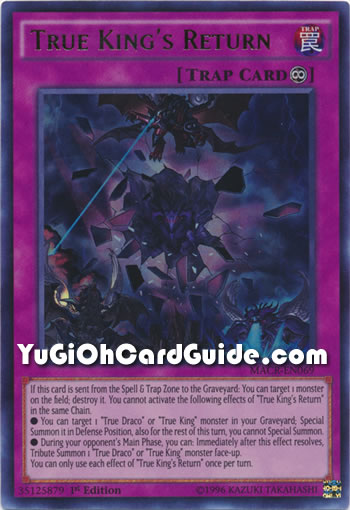 True King's Return
TRAP
罠
[Trap Card
YuGiOhCardGuide.com
MACR-EN069
If this card is sent from the Spell & Trap Zone to the Graveyard: You can target 1 monster
on the field; destroy it. You cannot activate the following effects of "True King's Return"
in the same Chain.
● You can target 1 "True Draco" or "True King" monster in your Graveyard; Special
Summon it in Defense Position, also for the rest of this turn, you cannot Special Summon.
● During your opponent's Main Phase, you can: Immediately after this effect resolves,
Tribute Summon 1 "True Draco" or "True King" monster face-up.
You can only use each effect of "True King's Return" once per turn.
35125879 1st Edition ©1996 KAZUKI TAKAHASHI